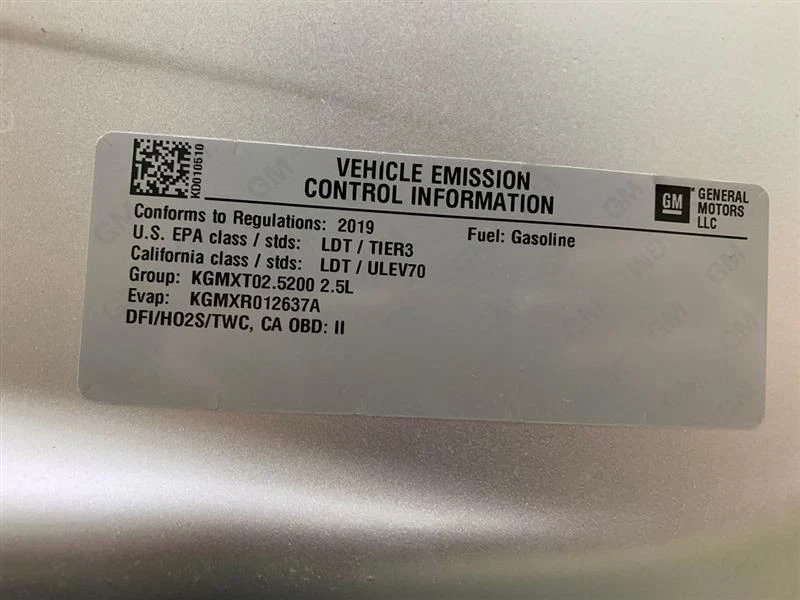 KD010510
VEHICLE EMISSION
CONTROL INFORMATION
GM
GENERAL
MOTORS
LLC
Conforms to Regulations: 2019
Fuel: Gasoline
U.S. EPA class / stds: LDT / TIER3
California class / stds: LDT / ULEV70
Group: KGMXT02.5200 2.5L
Evap: KGMXR012637A
DFI/HO2S/TWC, CA OBD: II